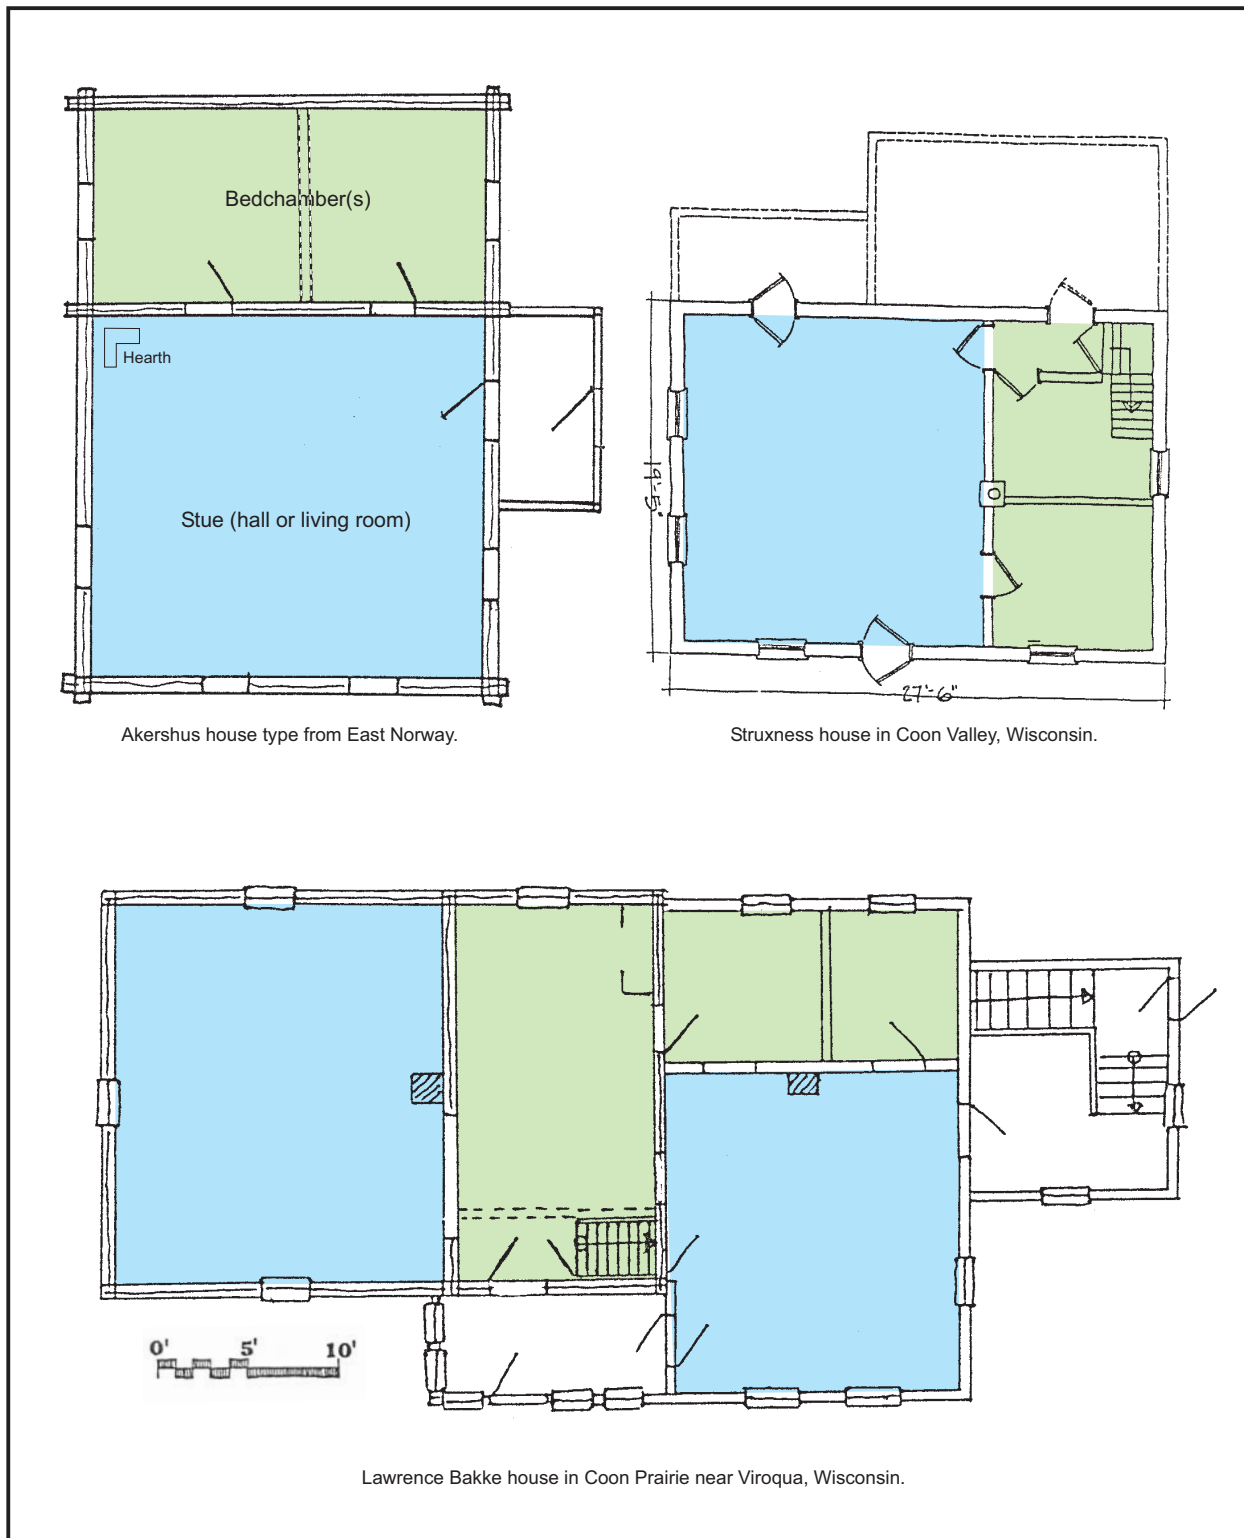 Bedchamber(s)
Hearth
Stue (hall or living room)
19'-5"
27'-6"
Akershus house type from East Norway.
Struxness house in Coon Valley, Wisconsin.
0' 5' 10'
Lawrence Bakke house in Coon Prairie near Viroqua, Wisconsin.